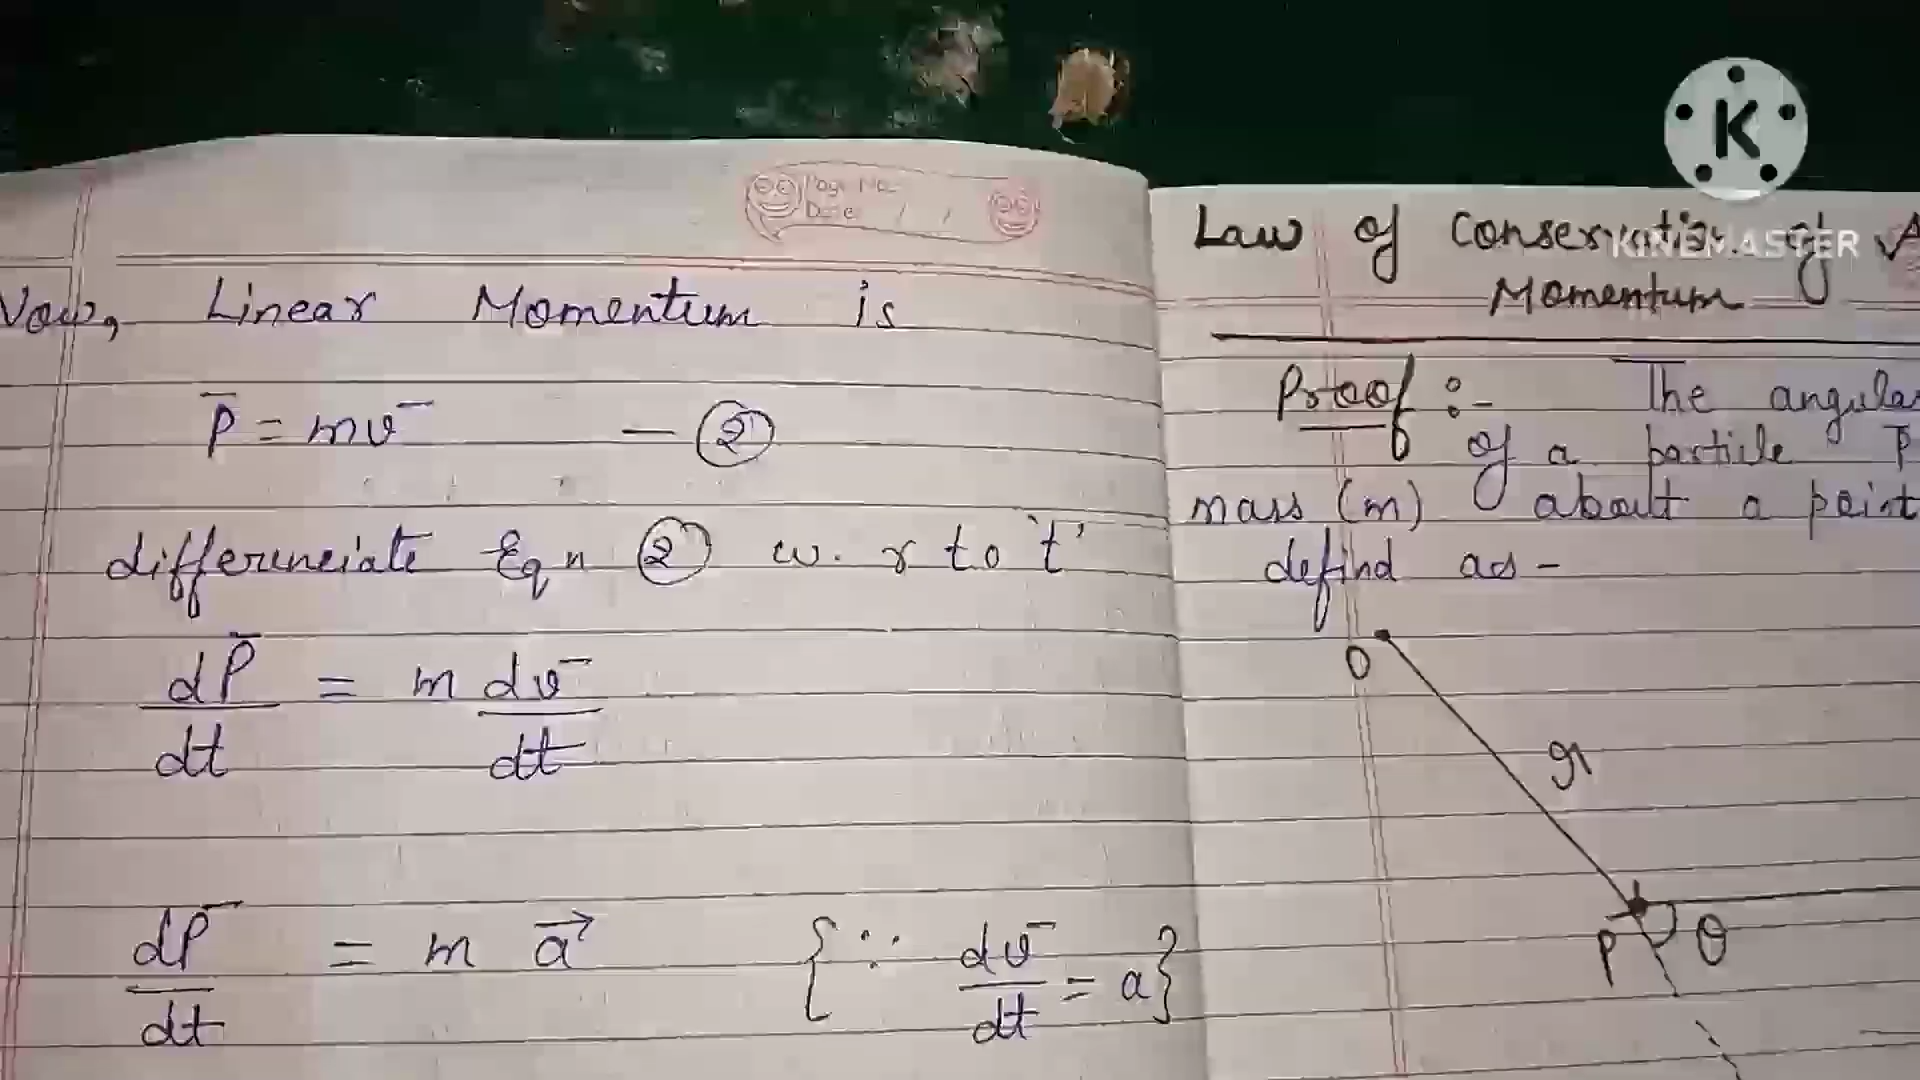 Page No.
Date / /
Now, Linear Momentum is
P̄ = mv̄ — ②
differenciate Eqn ② w. r to 't'
dP̄/dt = m dv̄/dt
dP̄/dt = m a⃗ {∵ dv̄/dt = a}
K
KINEMASTER
Law of Conservation of A
Momentum
Proof :- The angular
of a particle P
mass (m) about a point
defind as -
O
r
P θ